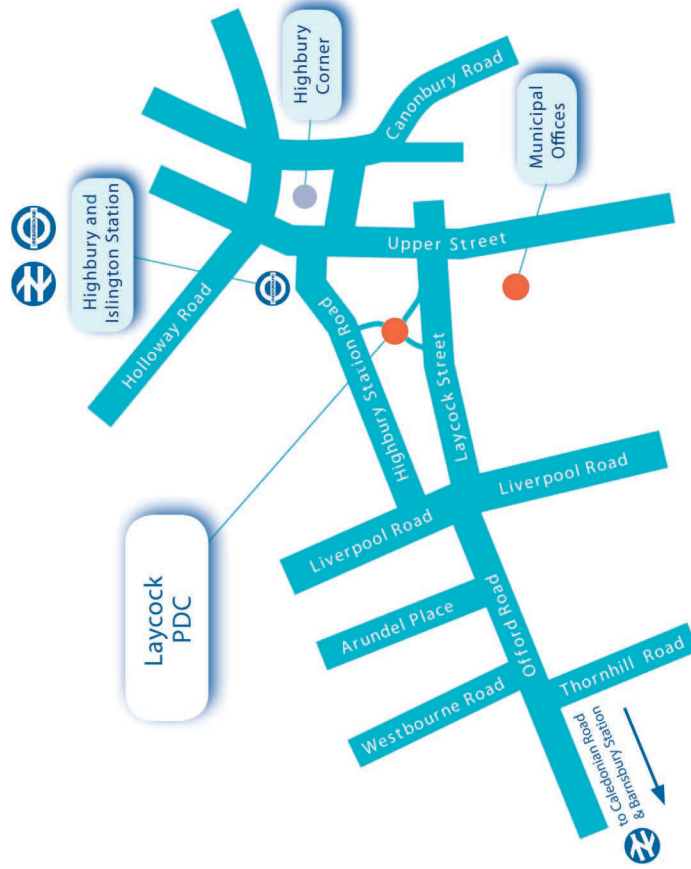 Highbury and
Islington Station
UNDERGROUND
Highbury
Corner
Holloway Road
UNDERGROUND
Canonbury Road
Laycock
PDC
Highbury Station Road
Upper Street
Municipal
Offices
Laycock Street
Liverpool Road
Liverpool Road
Arundel Place
Offord Road
Westbourne Road
Thornhill Road
to Caledonian Road
& Barnsbury Station